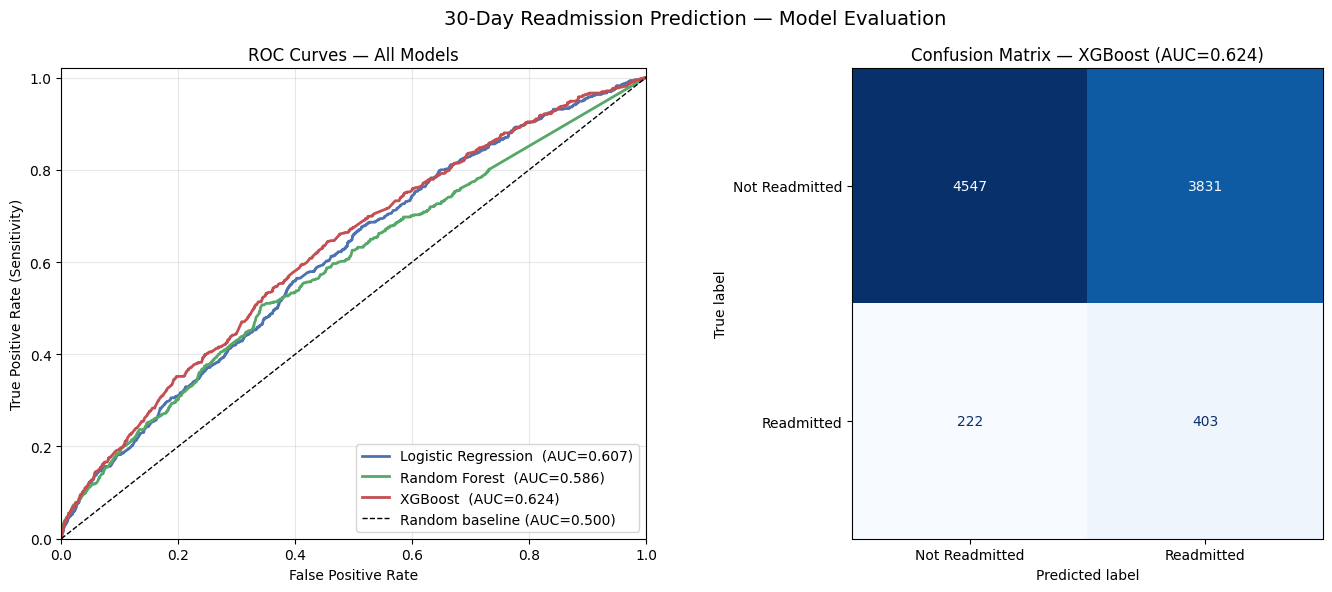 30-Day Readmission Prediction — Model Evaluation
ROC Curves — All Models
True Positive Rate (Sensitivity)
1.0
0.8
0.6
0.4
0.2
0.0
0.0 0.2 0.4 0.6 0.8 1.0
False Positive Rate
Logistic Regression (AUC=0.607)
Random Forest (AUC=0.586)
XGBoost (AUC=0.624)
Random baseline (AUC=0.500)
Confusion Matrix — XGBoost (AUC=0.624)
True label
Not Readmitted 4547 3831
Readmitted 222 403
Not Readmitted Readmitted
Predicted label